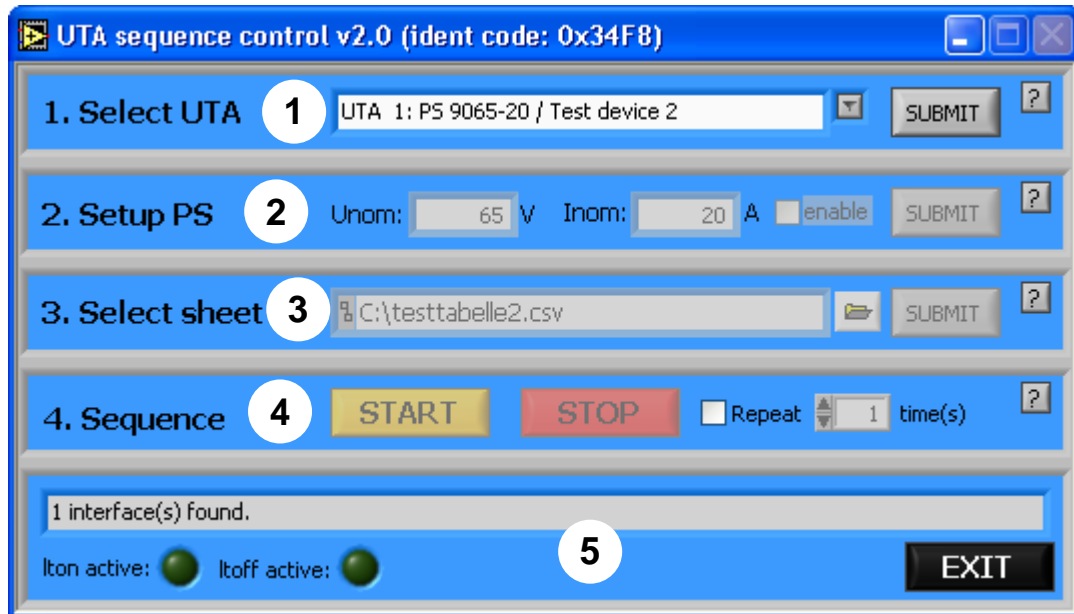 UTA sequence control v2.0 (ident code: 0x34F8)
1. Select UTA 1 UTA 1: PS 9065-20 / Test device 2 SUBMIT ?
2. Setup PS 2 Unom: 65 V Inom: 20 A enable SUBMIT ?
3. Select sheet 3 C:\testtabelle2.csv SUBMIT ?
4. Sequence 4 START STOP Repeat 1 time(s) ?
1 interface(s) found.
Iton active: Itoff active: 5 EXIT